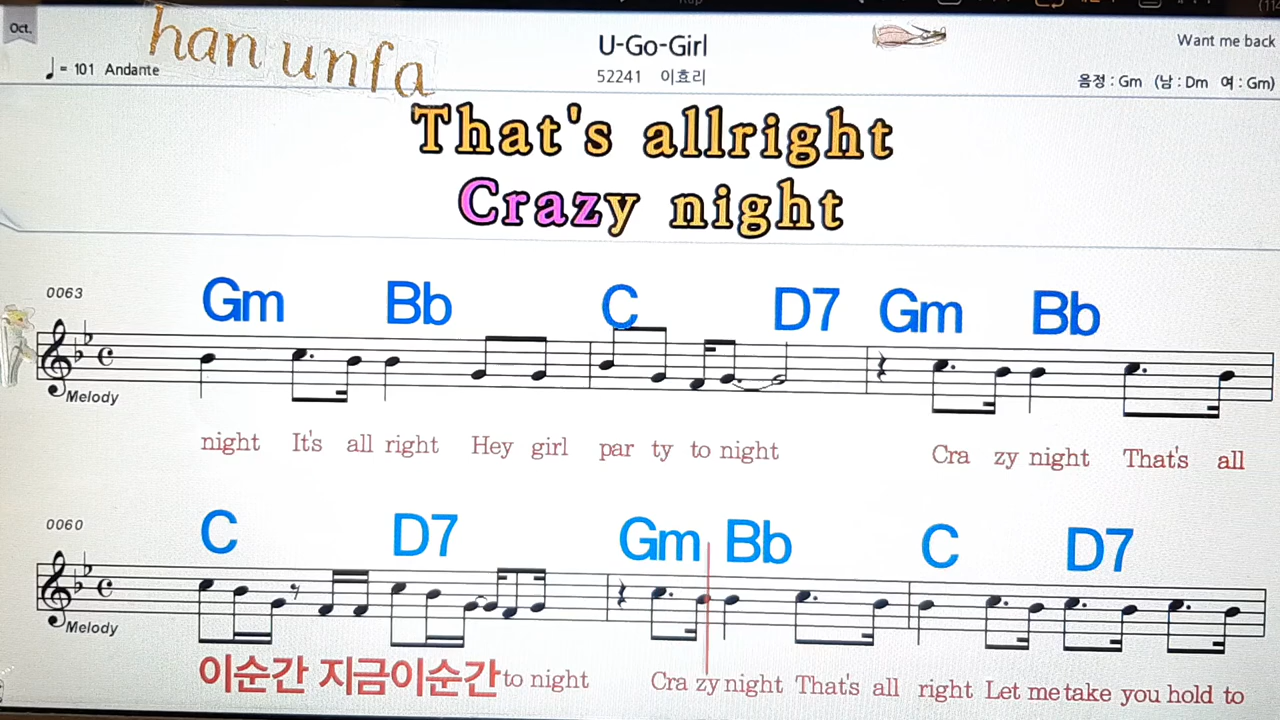 Oct.
han unfa
U-Go-Girl
Want me back
♩= 101 Andante
52241 이효리
음정 : Gm (남 : Dm 여 : Gm)
That's allright
Crazy night
0063
Gm Bb C D7 Gm Bb
Melody
night It's all right Hey girl par ty to night Cra zy night That's all
0060
C D7 Gm Bb C D7
Melody
이순간 지금이순간 to night Cra zy night That's all right Let me take you hold to